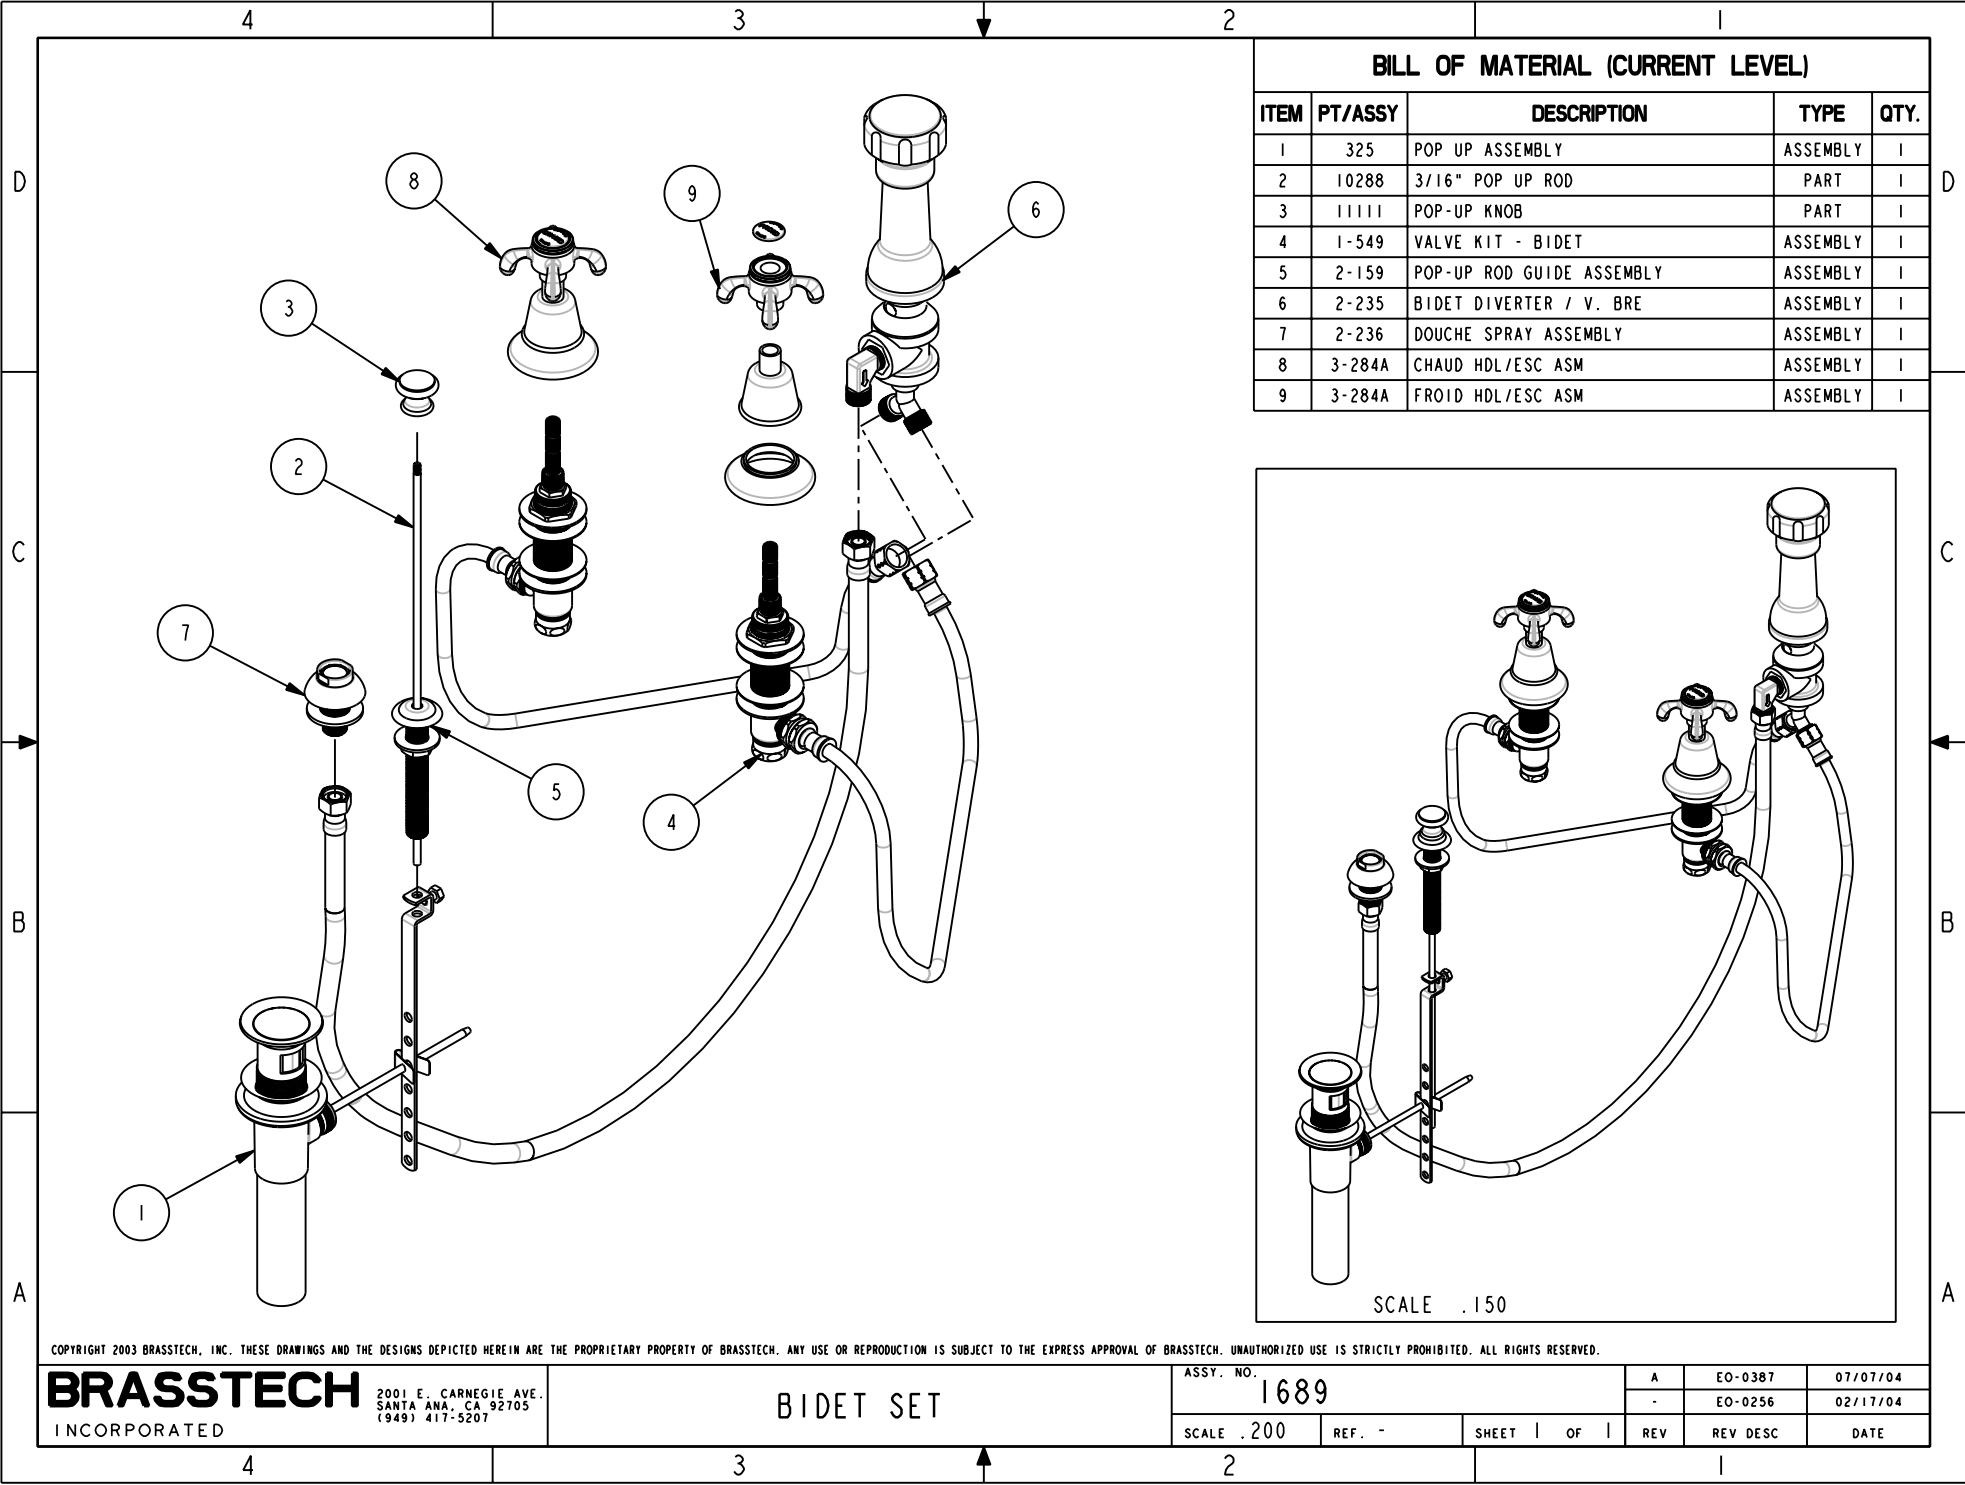 4 3 2 1
BILL OF MATERIAL (CURRENT LEVEL)
ITEM PT/ASSY DESCRIPTION TYPE QTY.
1 325 POP UP ASSEMBLY ASSEMBLY 1
2 10288 3/16" POP UP ROD PART 1
3 11111 POP-UP KNOB PART 1
4 1-549 VALVE KIT - BIDET ASSEMBLY 1
5 2-159 POP-UP ROD GUIDE ASSEMBLY ASSEMBLY 1
6 2-235 BIDET DIVERTER / V. BRE ASSEMBLY 1
7 2-236 DOUCHE SPRAY ASSEMBLY ASSEMBLY 1
8 3-284A CHAUD HDL/ESC ASM ASSEMBLY 1
9 3-284A FROID HDL/ESC ASM ASSEMBLY 1
D D
8
9
6
3
2
C C
7
5
4
B B
1
A A
SCALE .150
COPYRIGHT 2003 BRASSTECH, INC. THESE DRAWINGS AND THE DESIGNS DEPICTED HEREIN ARE THE PROPRIETARY PROPERTY OF BRASSTECH. ANY USE OR REPRODUCTION IS SUBJECT TO THE EXPRESS APPROVAL OF BRASSTECH. UNAUTHORIZED USE IS STRICTLY PROHIBITED. ALL RIGHTS RESERVED.
BRASSTECH
INCORPORATED
2001 E. CARNEGIE AVE.
SANTA ANA, CA 92705
(949) 417-5207
BIDET SET
ASSY. NO.
1689
SCALE .200 REF. - SHEET 1 OF 1
A EO-0387 07/07/04
- EO-0256 02/17/04
REV REV DESC DATE
4 3 2 1